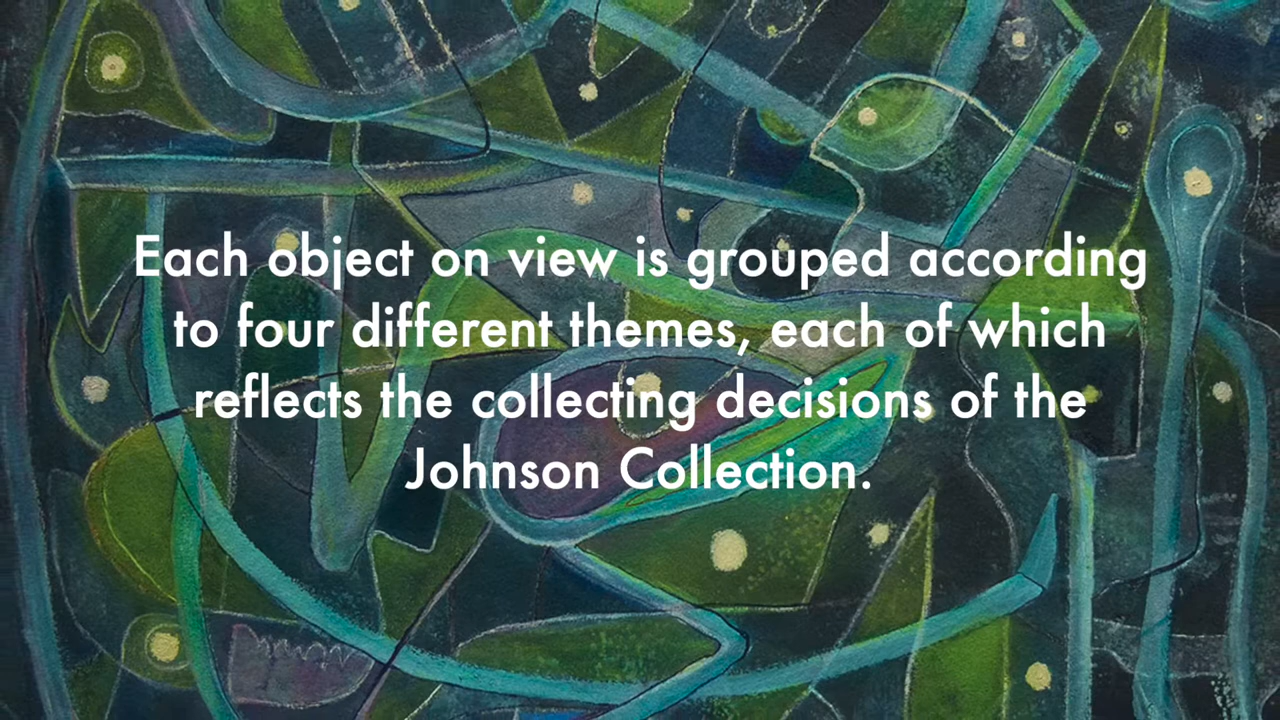 Each object on view is grouped according
to four different themes, each of which
reflects the collecting decisions of the
Johnson Collection.